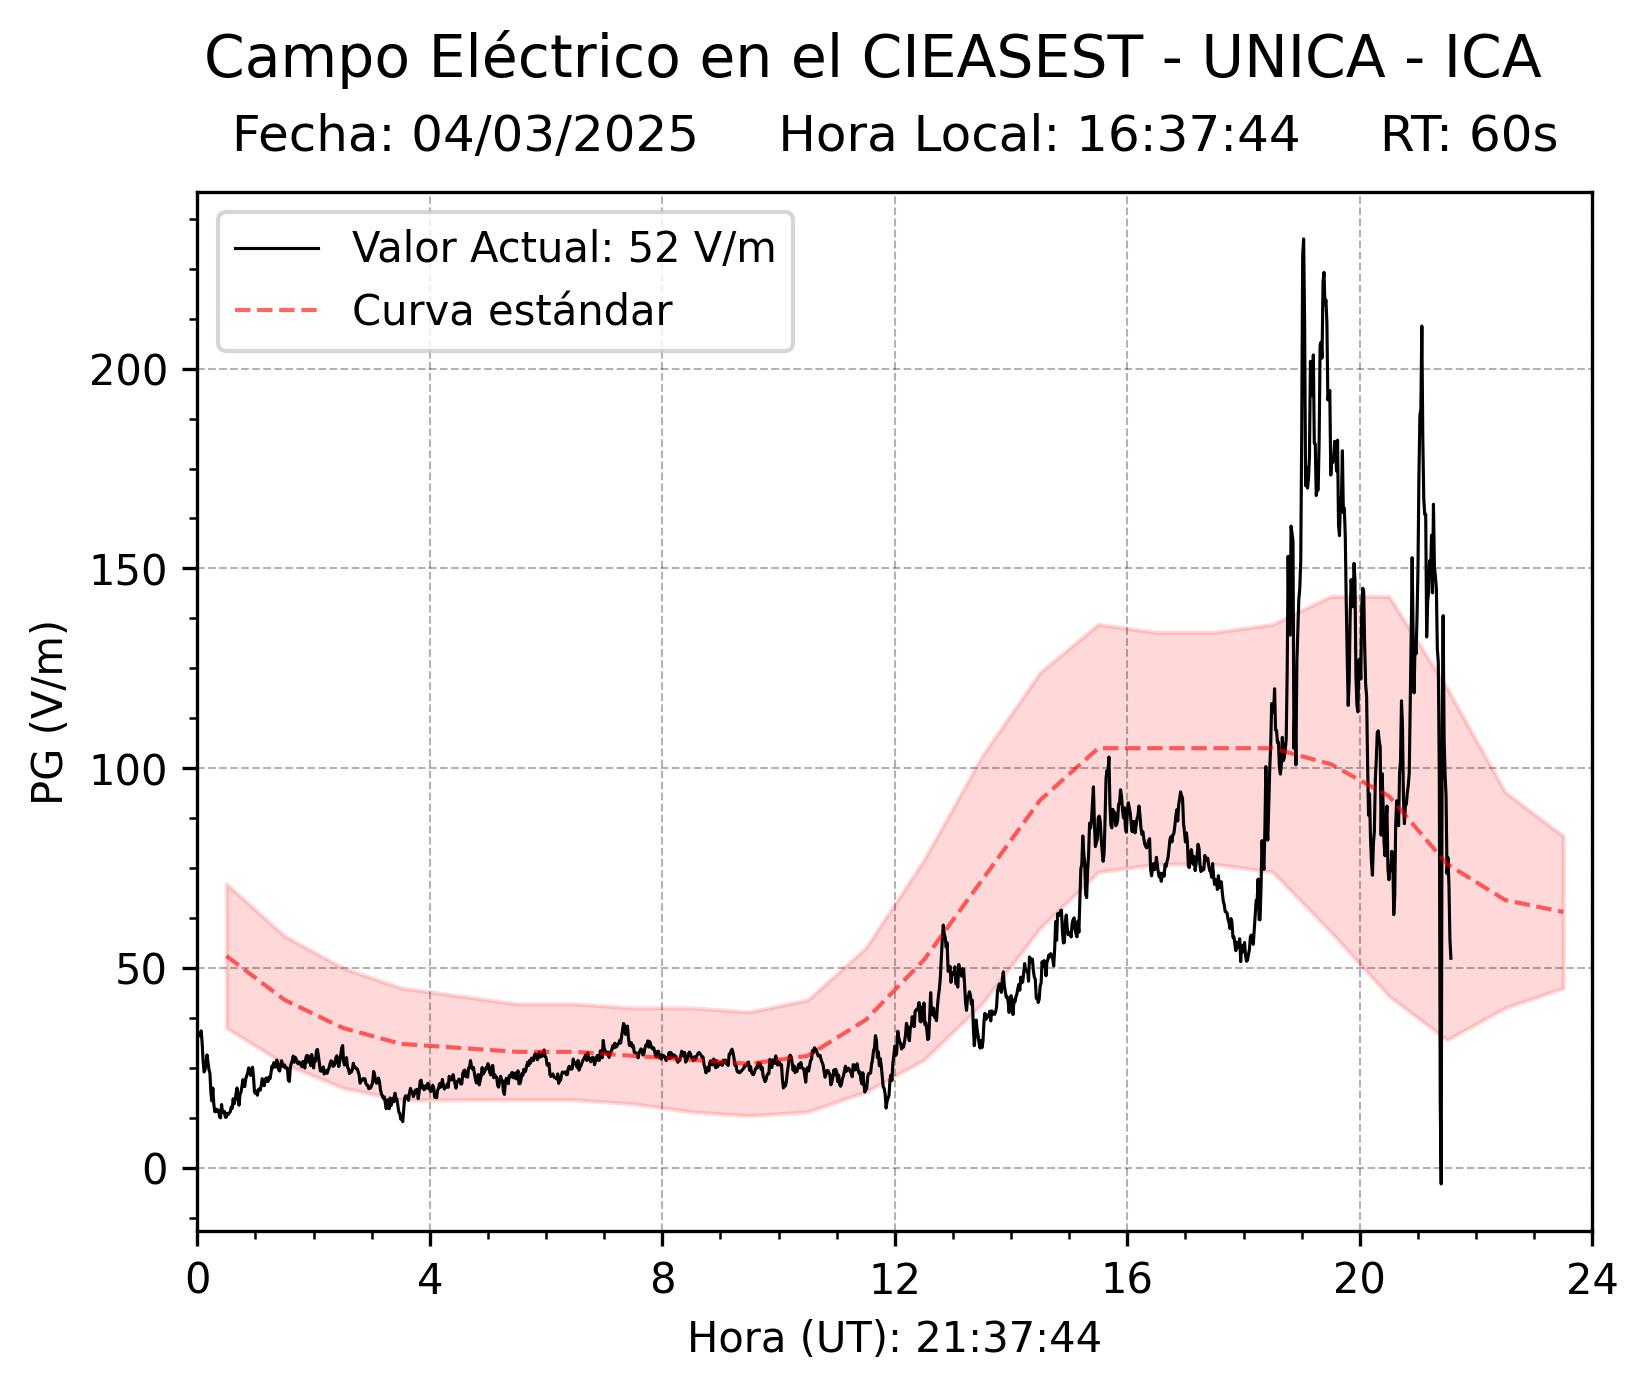 Campo Eléctrico en el CIEASEST - UNICA - ICA
Fecha: 04/03/2025 Hora Local: 16:37:44 RT: 60s
Valor Actual: 52 V/m
Curva estándar
PG (V/m)
200
150
100
50
0
0 4 8 12 16 20 24
Hora (UT): 21:37:44